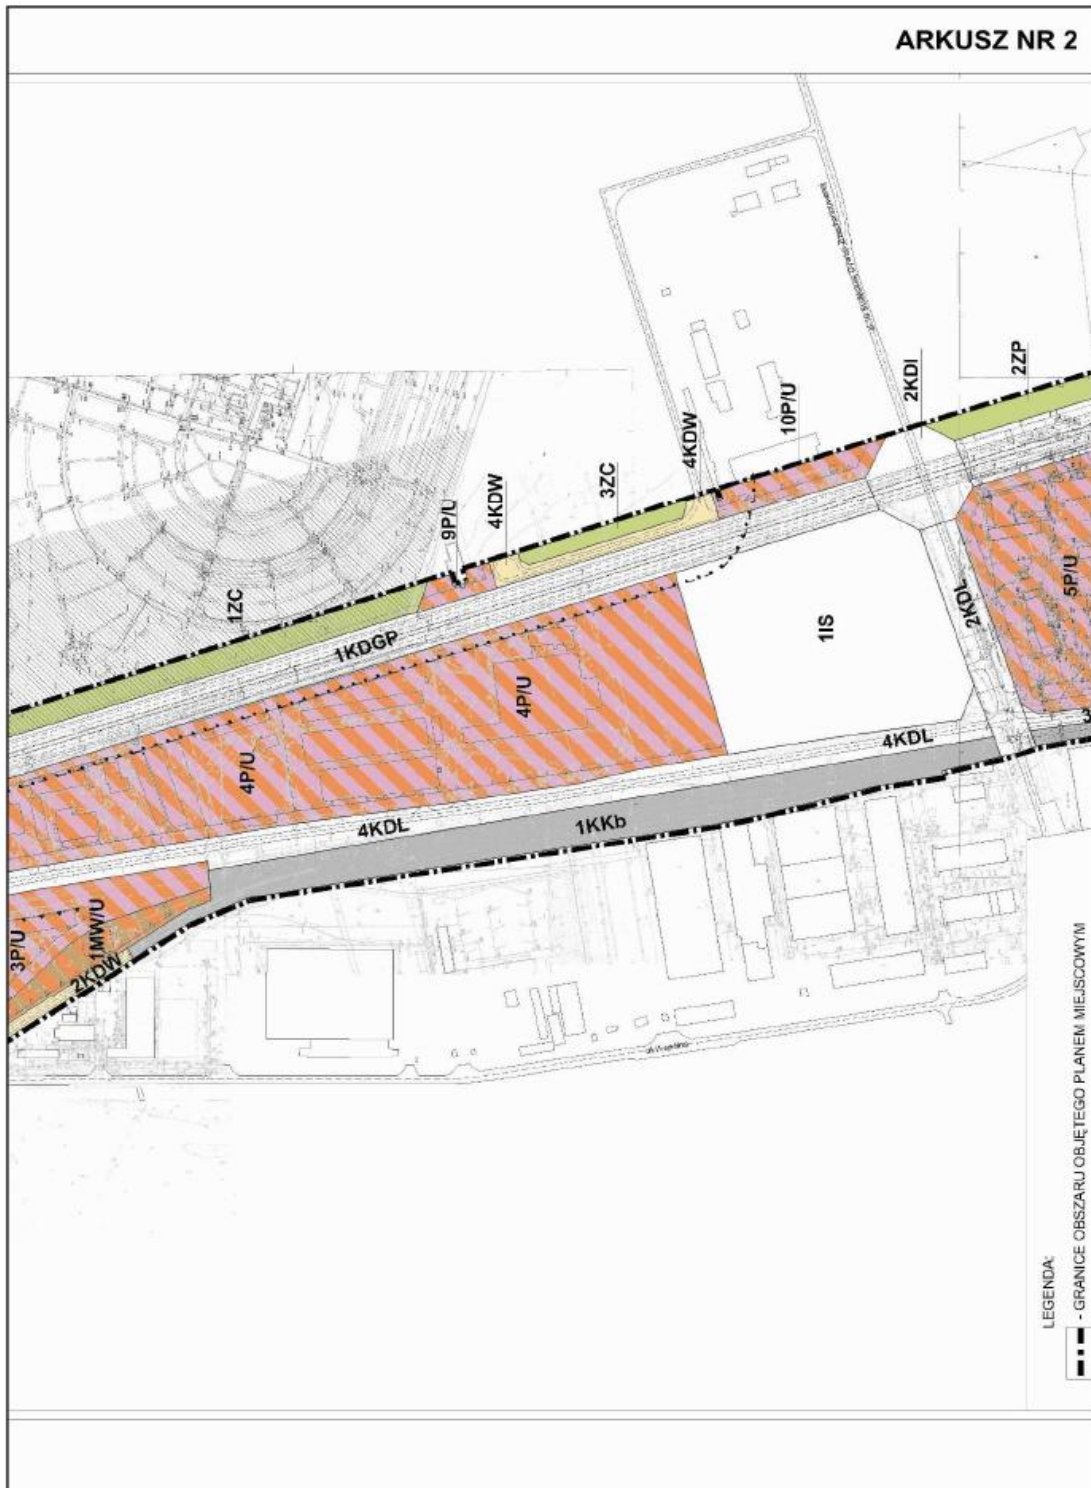 ARKUSZ NR 2
2KDI
2ZP
10P/U
4KDW
3ZC
4KDW
9P/U
1ZC
1KDGP
2KDL
5P/U
1IS
4P/U
4P/U
4KDL
4KDL
1KKb
3P/U
1MW/U
2KDW
LEGENDA:
- GRANICE OBSZARU OBJĘTEGO PLANEM MIEJSCOWYM